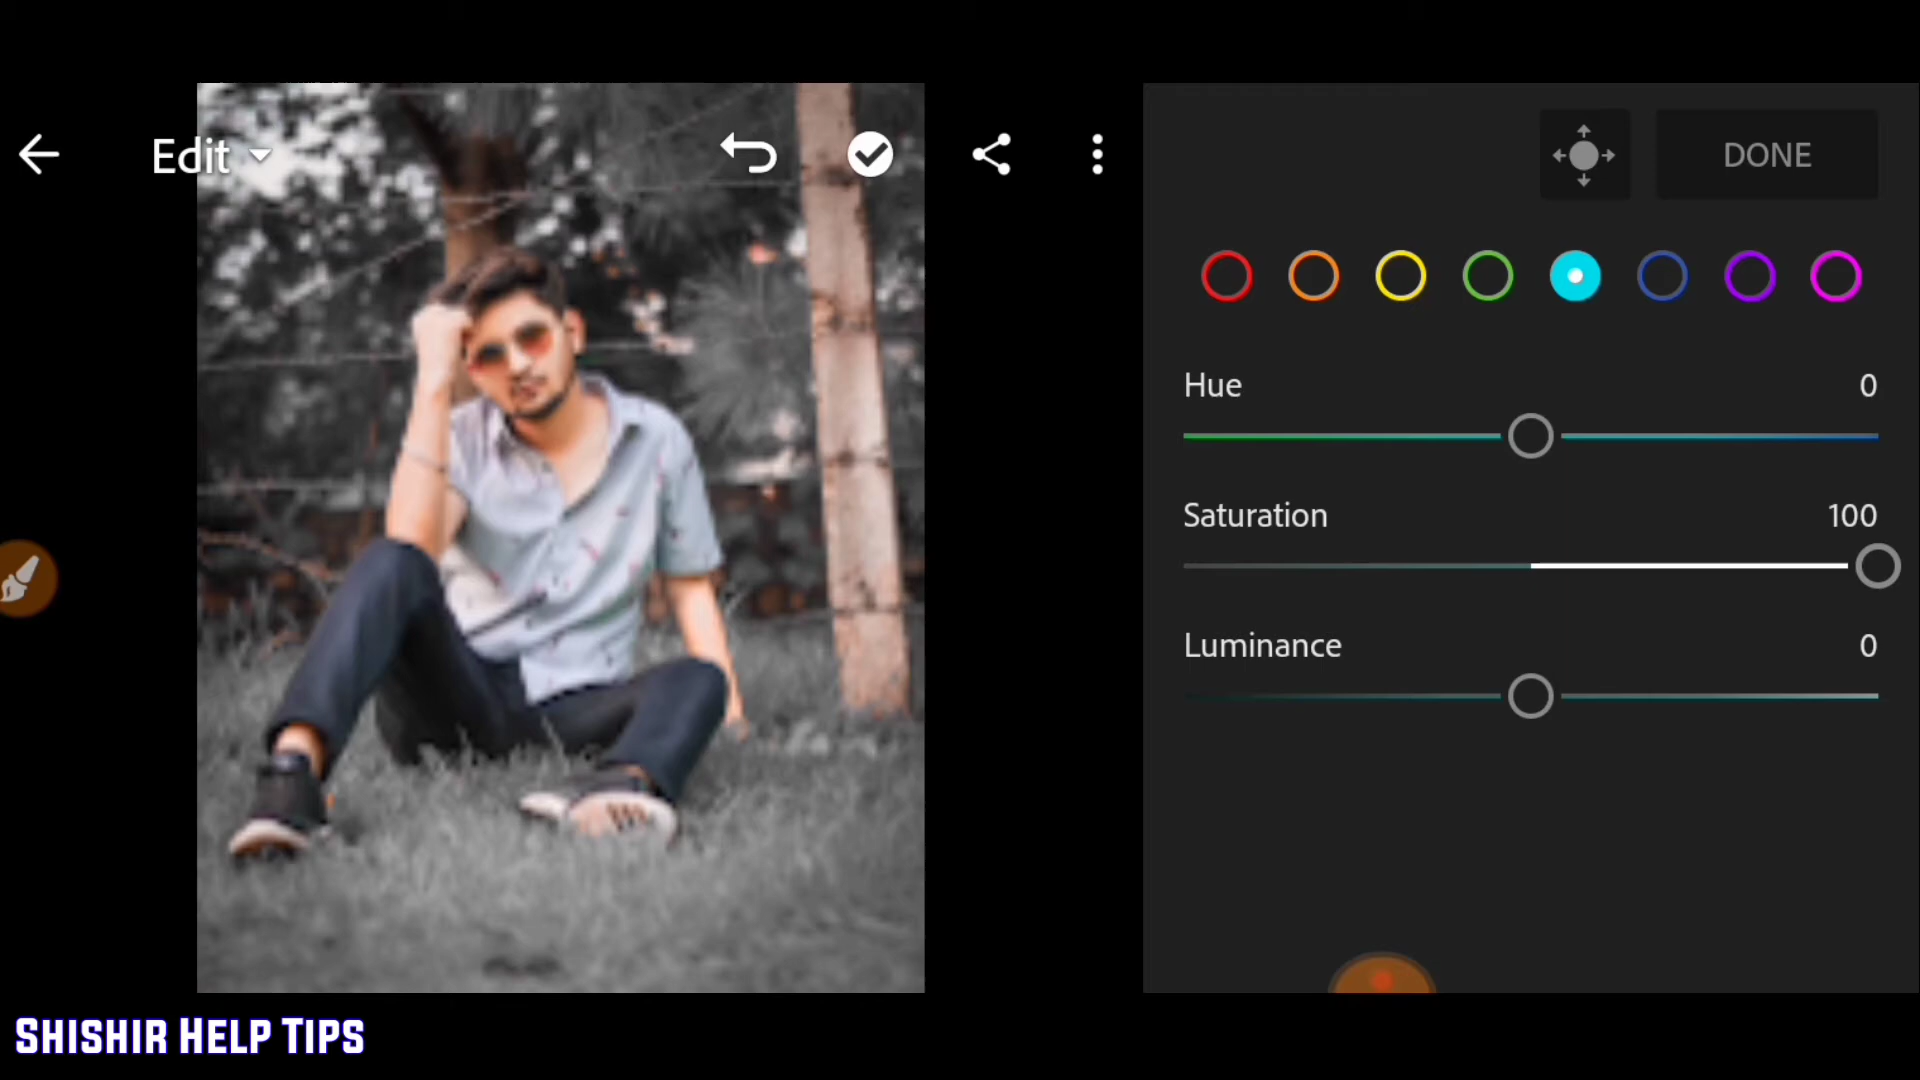 Edit
DONE
Hue 0
Saturation 100
Luminance 0
SHISHIR HELP TIPS